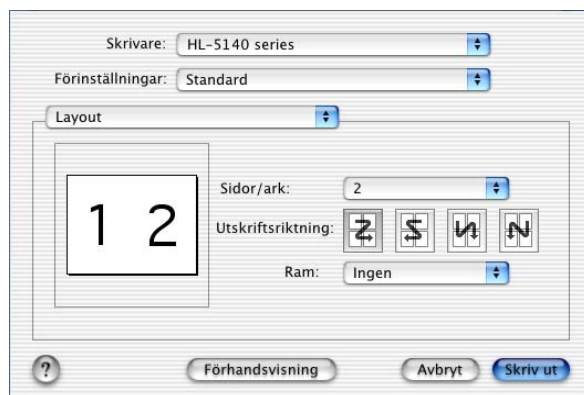 Skrivare: HL-5140 series
Förinställningar: Standard
Layout
1 2
Sidor/ark: 2
Utskriftsriktning:
Ram: Ingen
? Förhandsvisning Avbryt Skriv ut